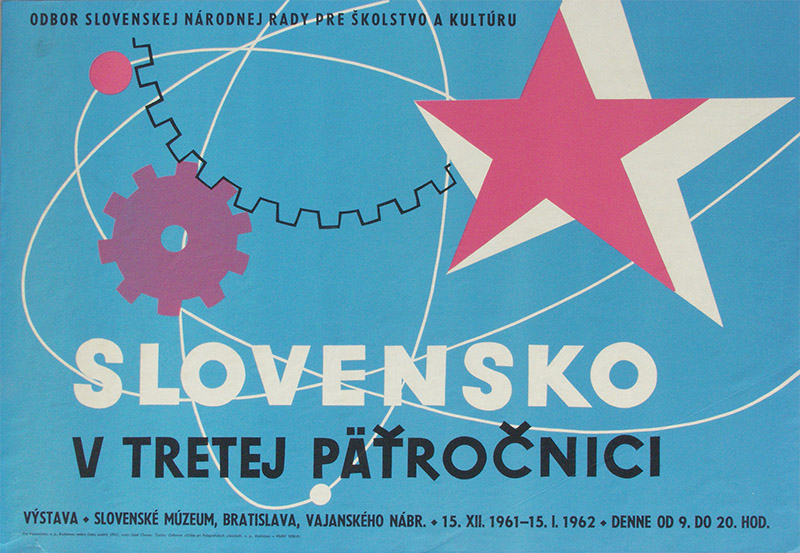 ODBOR SLOVENSKEJ NÁRODNEJ RADY PRE ŠKOLSTVO A KULTÚRU
SLOVENSKO
V TRETEJ PÄŤROČNICI
VÝSTAVA • SLOVENSKÉ MÚZEUM, BRATISLAVA, VAJANSKÉHO NÁBR. • 15. XII. 1961–15. I. 1962 • DENNE OD 9. DO 20. HOD.